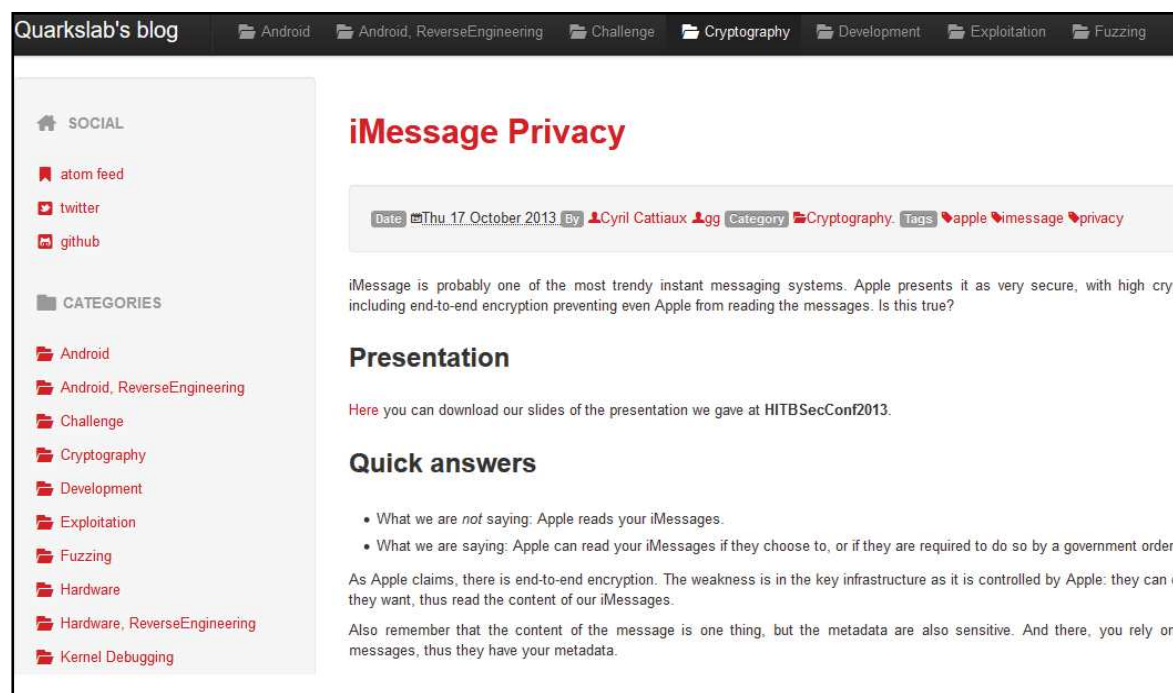 Quarkslab's blog
Android
Android, ReverseEngineering
Challenge
Cryptography
Development
Exploitation
Fuzzing
SOCIAL
atom feed
twitter
github
CATEGORIES
Android
Android, ReverseEngineering
Challenge
Cryptography
Development
Exploitation
Fuzzing
Hardware
Hardware, ReverseEngineering
Kernel Debugging
iMessage Privacy
Date Thu 17 October 2013 By Cyril Cattiaux gg Category Cryptography. Tags apple imessage privacy
iMessage is probably one of the most trendy instant messaging systems. Apple presents it as very secure, with high cry
including end-to-end encryption preventing even Apple from reading the messages. Is this true?
Presentation
Here you can download our slides of the presentation we gave at HITBSecConf2013.
Quick answers
• What we are not saying: Apple reads your iMessages.
• What we are saying: Apple can read your iMessages if they choose to, or if they are required to do so by a government order
As Apple claims, there is end-to-end encryption. The weakness is in the key infrastructure as it is controlled by Apple: they can
they want, thus read the content of our iMessages.
Also remember that the content of the message is one thing, but the metadata are also sensitive. And there, you rely
messages, thus they have your metadata.